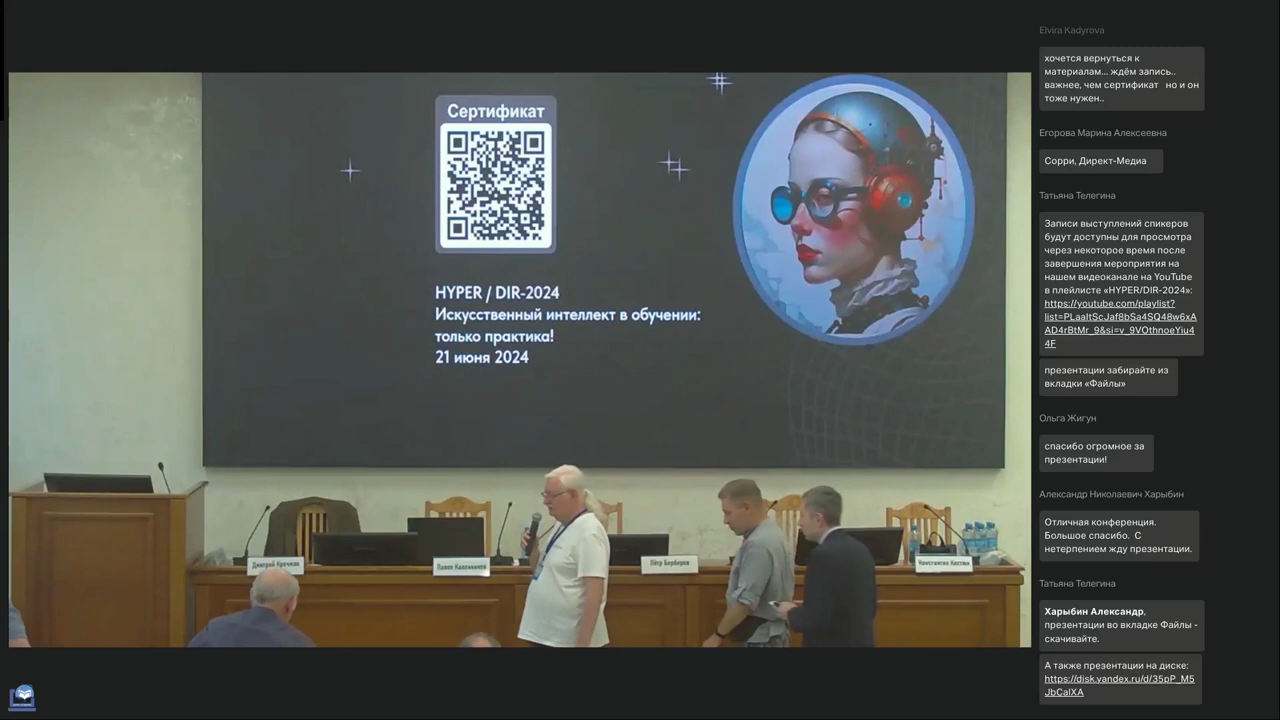 Сертификат
HYPER / DIR-2024
Искусственный интеллект в обучении:
только практика!
21 июня 2024
Павел Каллаников
Пётр Берберов
Константин Костин
Elvira Kadyrova
хочется вернуться к
материалам... ждём запись..
важнее, чем сертификат но и он
тоже нужен..
Егорова Марина Алексеевна
Сорри, Директ-Медиа
Татьяна Телегина
Записи выступлений спикеров
будут доступны для просмотра
через некоторое время после
завершения мероприятия на
нашем видеоканале на YouTube
в плейлисте «HYPER/DIR-2024»:
https://youtube.com/playlist?
list=PLaaltScJaf8bSa4SQ48w6xA
AD4rBtMr_9&si=v_9VOthnoeYiu4
4F
презентации забирайте из
вкладки «Файлы»
Ольга Жигун
спасибо огромное за
презентации!
Александр Николаевич Харыбин
Отличная конференция.
Большое спасибо. С
нетерпением жду презентации.
Татьяна Телегина
Харыбин Александр,
презентации во вкладке Файлы -
скачивайте.
А также презентации на диске:
https://disk.yandex.ru/d/35pP_M5
JbCalXA